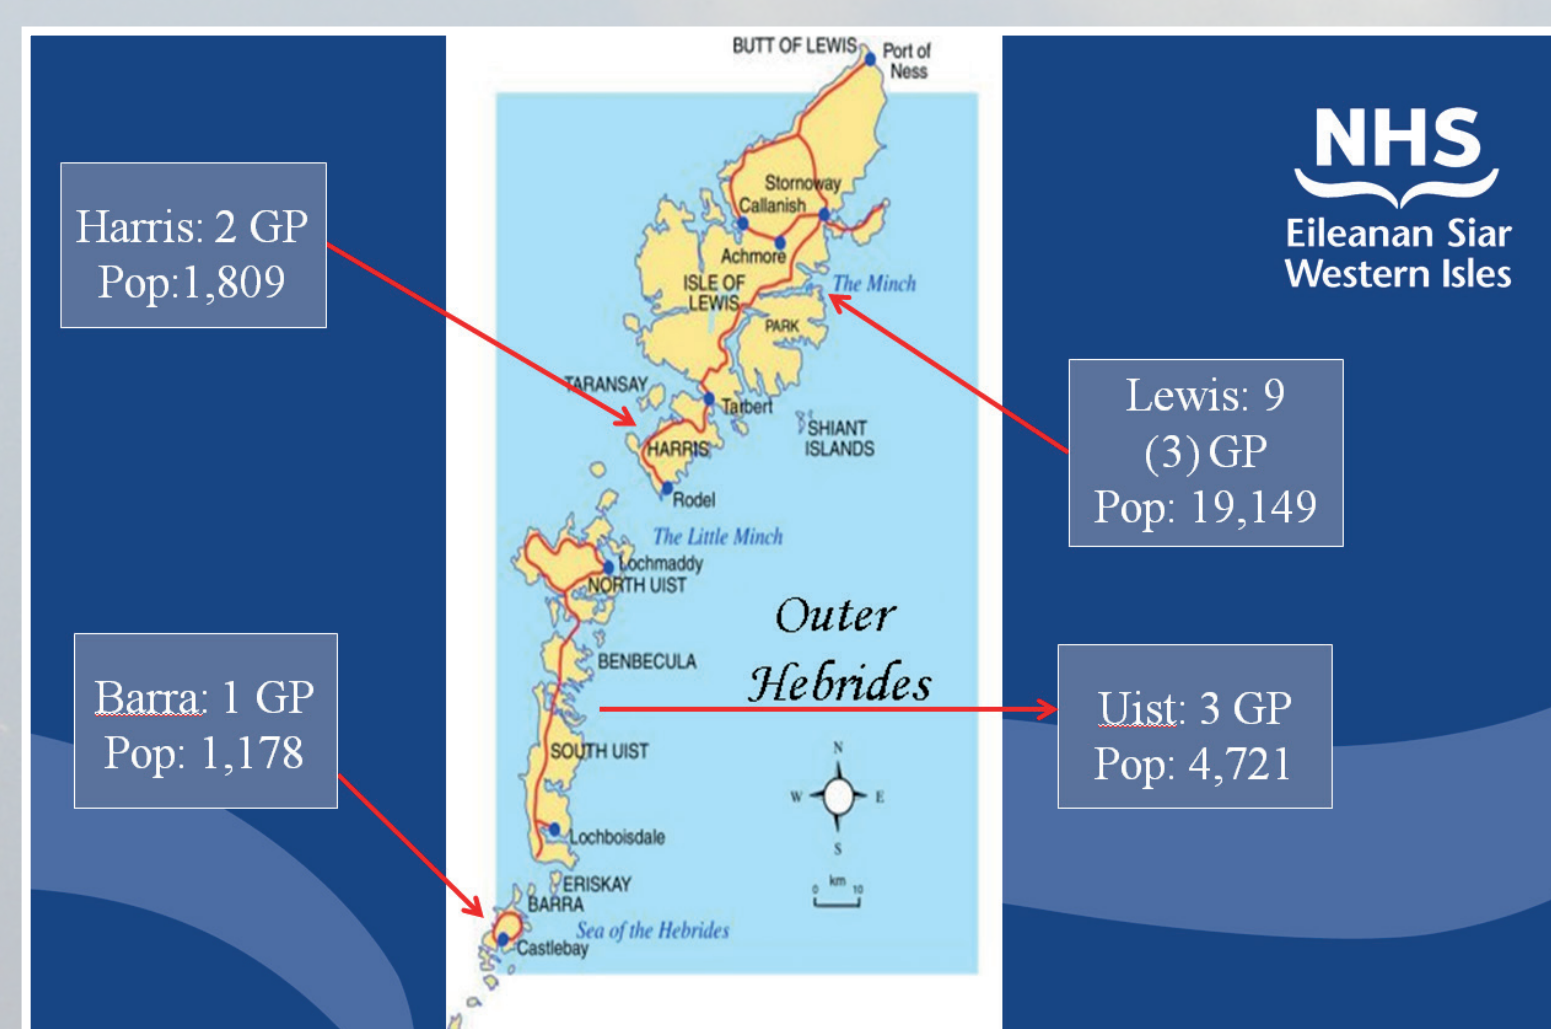 BUTT OF LEWIS
Port of
Ness
NHS
Eileanan Siar
Western Isles
Harris: 2 GP
Pop:1,809
Stornoway
Callanish
Achmore
ISLE OF
LEWIS
The Minch
PARK
TARANSAY
Tarbert
SHIANT
ISLANDS
HARRIS
Rodel
Lewis: 9
(3) GP
Pop: 19,149
The Little Minch
Lochmaddy
NORTH UIST
Outer
Hebrides
BENBECULA
Barra: 1 GP
Pop: 1,178
Uist: 3 GP
Pop: 4,721
SOUTH UIST
N
W E
S
Lochboisdale
km
0 10
ERISKAY
BARRA
Sea of the Hebrides
Castlebay